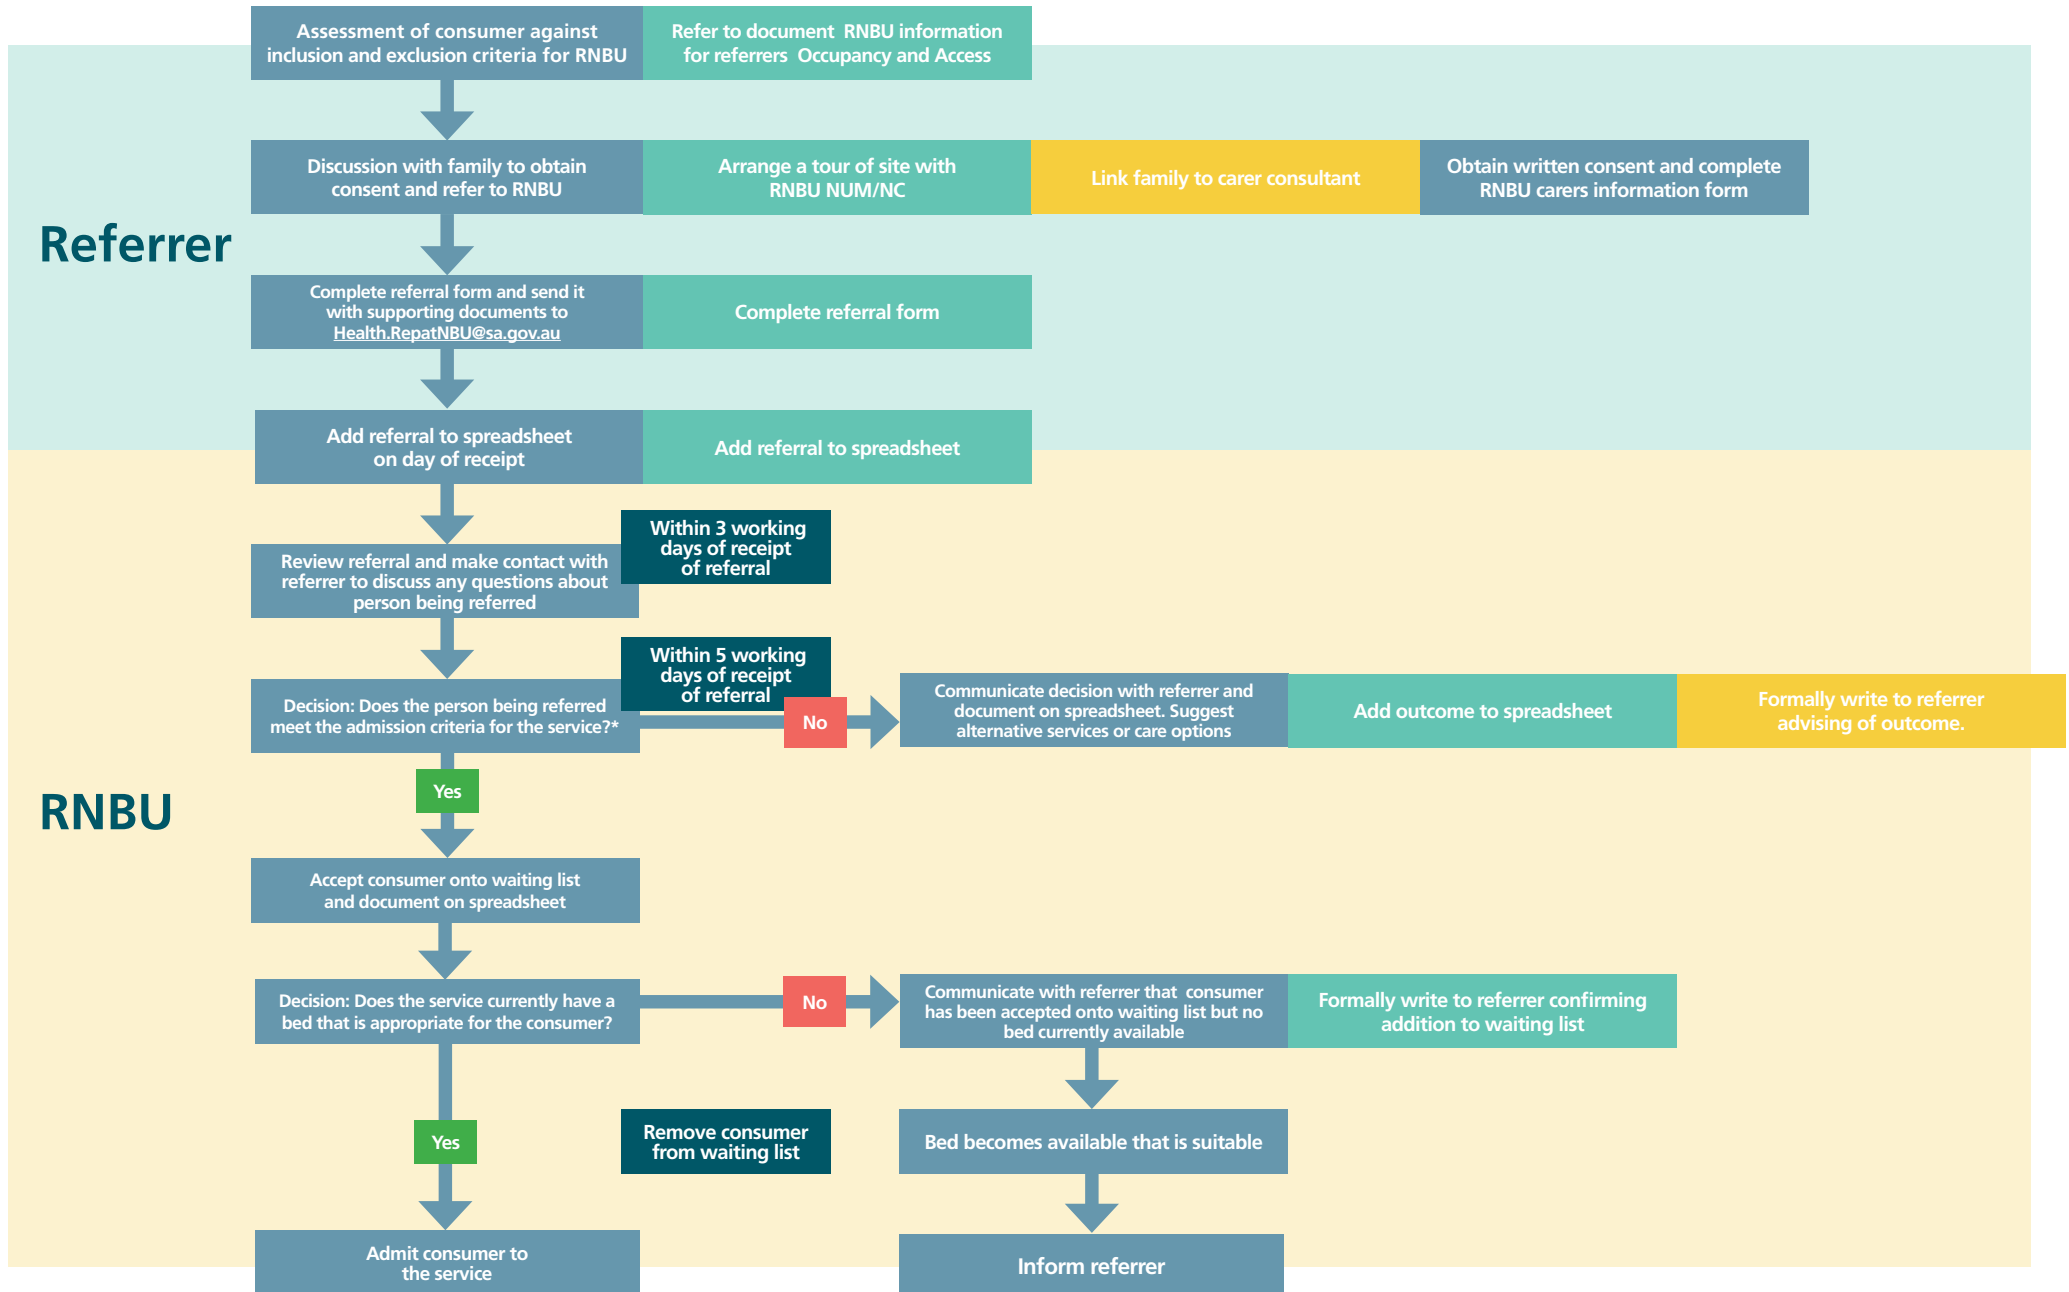 Assessment of consumer against
inclusion and exclusion criteria for RNBU
Refer to document RNBU information
for referrers Occupancy and Access
Referrer
Discussion with family to obtain
consent and refer to RNBU
Arrange a tour of site with
RNBU NUM/NC
Link family to carer consultant
Obtain written consent and complete
RNBU carers information form
Complete referral form and send it
with supporting documents to
Health.RepatNBU@sa.gov.au
Complete referral form
Add referral to spreadsheet
on day of receipt
Add referral to spreadsheet
RNBU
Review referral and make contact with
referrer to discuss any questions about
person being referred
Within 3 working
days of receipt
of referral
Decision: Does the person being referred
meet the admission criteria for the service?*
Within 5 working
days of receipt
of referral
No
Communicate decision with referrer and
document on spreadsheet. Suggest
alternative services or care options
Add outcome to spreadsheet
Formally write to referrer
advising of outcome.
Yes
Accept consumer onto waiting list
and document on spreadsheet
Decision: Does the service currently have a
bed that is appropriate for the consumer?
No
Communicate with referrer that consumer
has been accepted onto waiting list but no
bed currently available
Formally write to referrer confirming
addition to waiting list
Yes
Remove consumer
from waiting list
Bed becomes available that is suitable
Admit consumer to
the service
Inform referrer